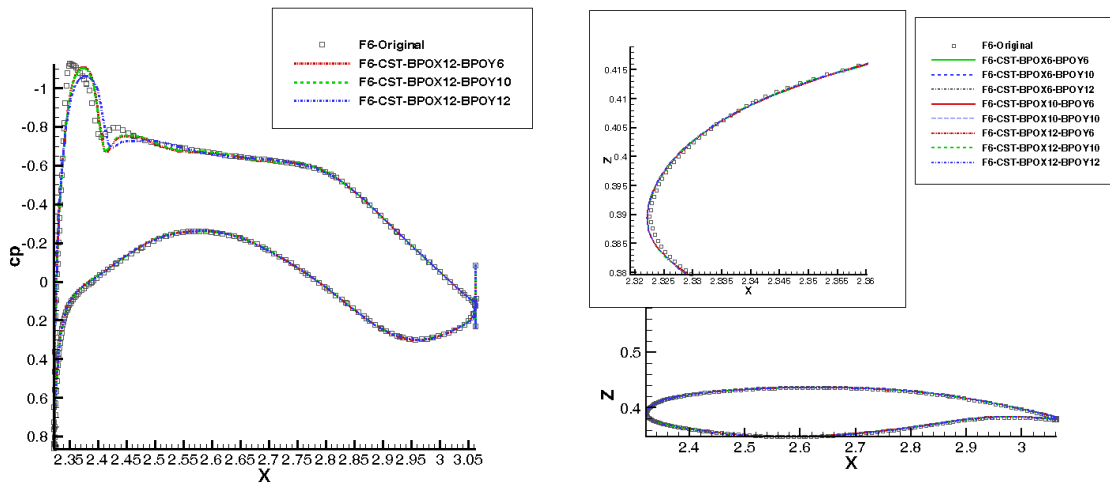 F6-Original
F6-CST-BPOX12-BPOY6
F6-CST-BPOX12-BPOY10
F6-CST-BPOX12-BPOY12
-1
-0.8
-0.6
-0.4
-0.2
0
0.2
0.4
0.6
0.8
cp
2.35 2.4 2.45 2.5 2.55 2.6 2.65 2.7 2.75 2.8 2.85 2.9 2.95 3 3.05
X
F6-Original
F6-CST-BPOX6-BPOY6
F6-CST-BPOX6-BPOY10
F6-CST-BPOX6-BPOY12
F6-CST-BPOX10-BPOY6
F6-CST-BPOX10-BPOY10
F6-CST-BPOX12-BPOY6
F6-CST-BPOX12-BPOY10
F6-CST-BPOX12-BPOY12
0.415
0.41
0.405
0.4
0.395
0.39
0.385
0.38
Z
2.32 2.325 2.33 2.335 2.34 2.345 2.35 2.355 2.36
X
0.5
0.4
Z
2.4 2.5 2.6 2.7 2.8 2.9 3
X